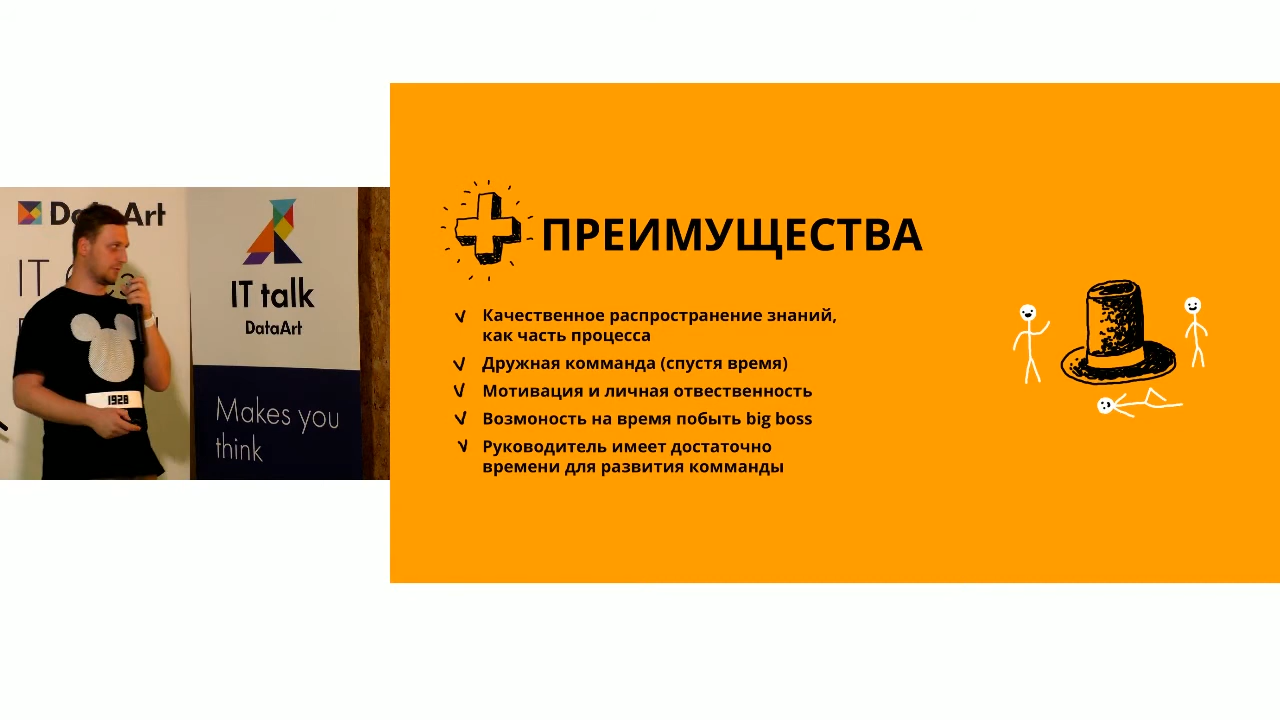 DataArt
IT
IT talk
DataArt
Makes you
think
1928
ПРЕИМУЩЕСТВА
Качественное распространение знаний,
как часть процесса
Дружная комманда (спустя время)
Мотивация и личная отвественность
Возмоность на время побыть big boss
Руководитель имеет достаточно
времени для развития комманды